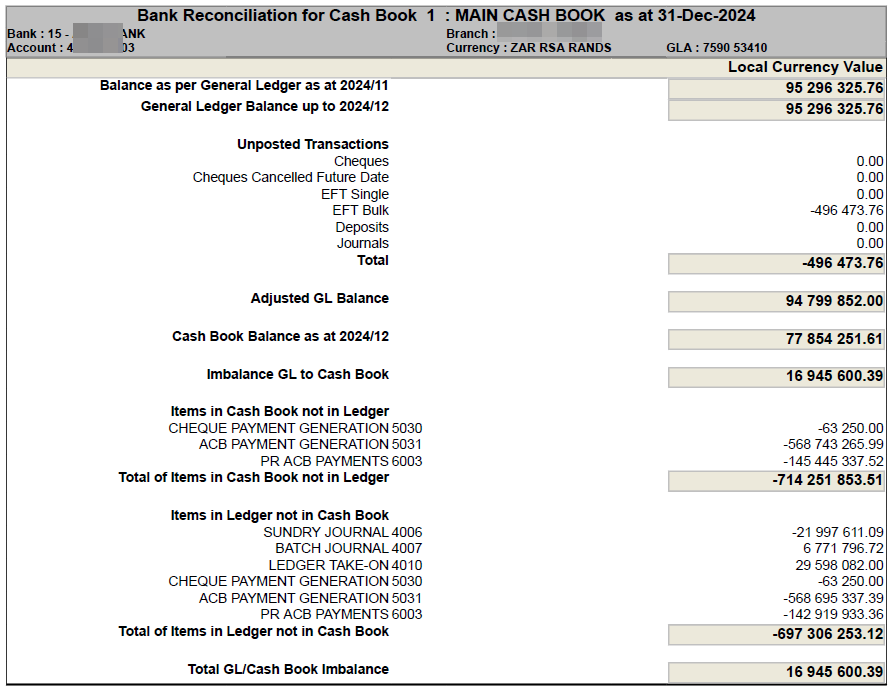 Bank Reconciliation for Cash Book 1 : MAIN CASH BOOK as at 31-Dec-2024
Bank : 15 - ANK Branch :
Account : 4 03 Currency : ZAR RSA RANDS GLA : 7590 53410
Local Currency Value
Balance as per General Ledger as at 2024/11 95 296 325.76
General Ledger Balance up to 2024/12 95 296 325.76
Unposted Transactions
Cheques 0.00
Cheques Cancelled Future Date 0.00
EFT Single 0.00
EFT Bulk -496 473.76
Deposits 0.00
Journals 0.00
Total -496 473.76
Adjusted GL Balance 94 799 852.00
Cash Book Balance as at 2024/12 77 854 251.61
Imbalance GL to Cash Book 16 945 600.39
Items in Cash Book not in Ledger
CHEQUE PAYMENT GENERATION 5030 -63 250.00
ACB PAYMENT GENERATION 5031 -568 743 265.99
PR ACB PAYMENTS 6003 -145 445 337.52
Total of Items in Cash Book not in Ledger -714 251 853.51
Items in Ledger not in Cash Book
SUNDRY JOURNAL 4006 -21 997 611.09
BATCH JOURNAL 4007 6 771 796.72
LEDGER TAKE-ON 4010 29 598 082.00
CHEQUE PAYMENT GENERATION 5030 -63 250.00
ACB PAYMENT GENERATION 5031 -568 695 337.39
PR ACB PAYMENTS 6003 -142 919 933.36
Total of Items in Ledger not in Cash Book -697 306 253.12
Total GL/Cash Book Imbalance 16 945 600.39